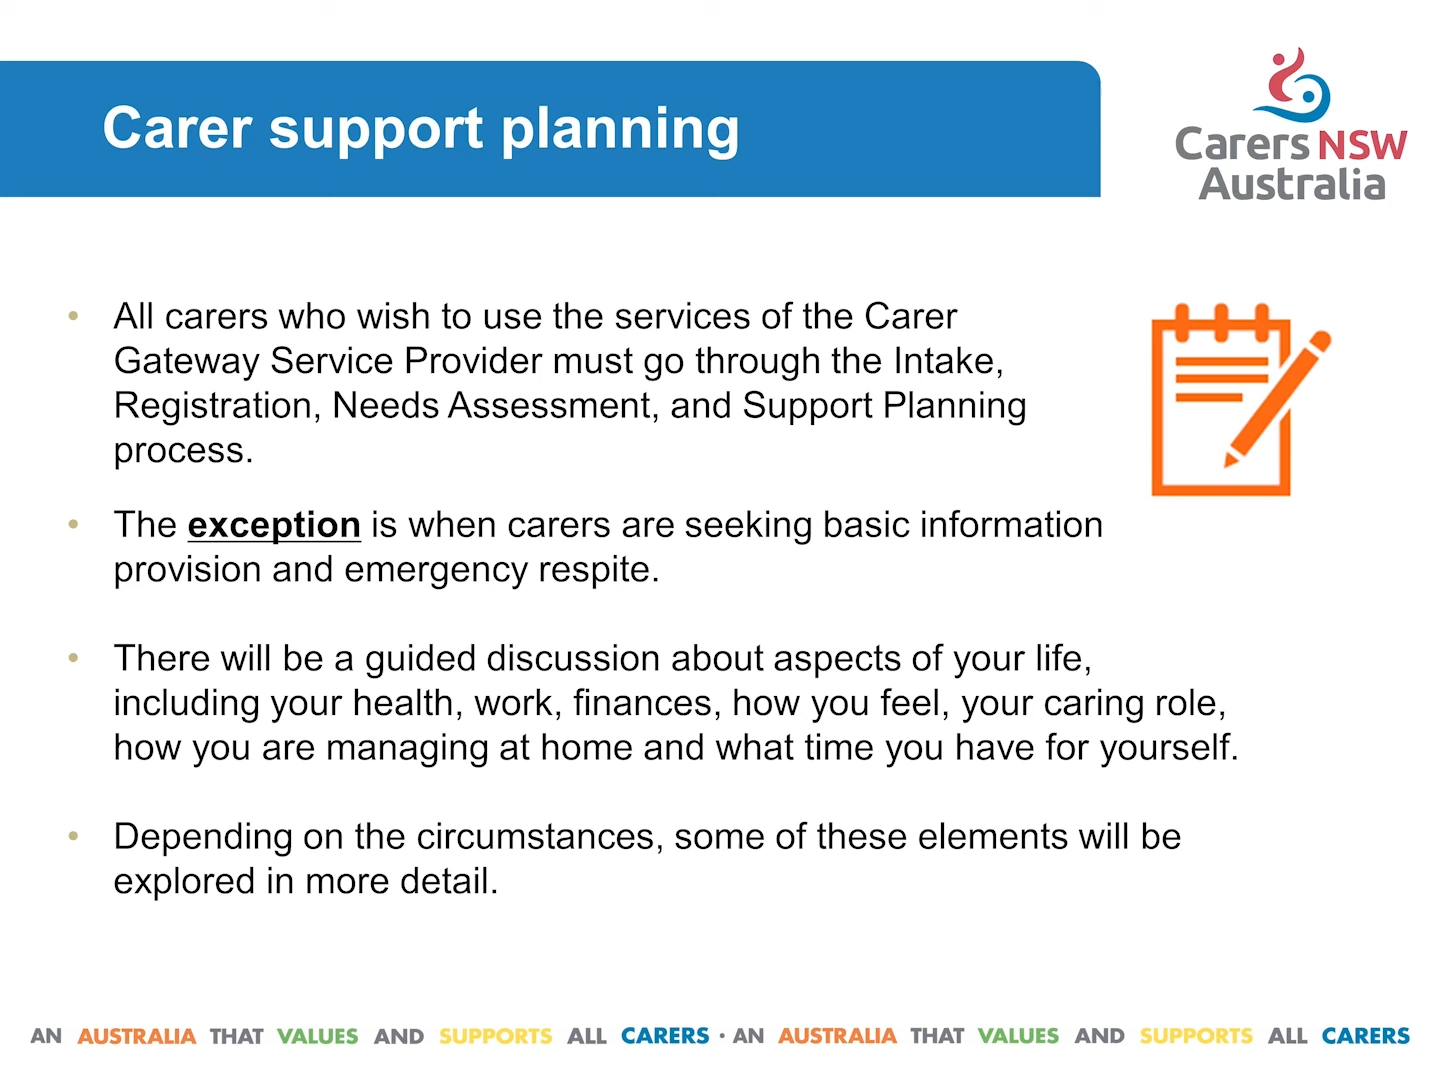 Carer support planning
Carers NSW
Australia
• All carers who wish to use the services of the Carer
Gateway Service Provider must go through the Intake,
Registration, Needs Assessment, and Support Planning
process.
• The exception is when carers are seeking basic information
provision and emergency respite.
• There will be a guided discussion about aspects of your life,
including your health, work, finances, how you feel, your caring role,
how you are managing at home and what time you have for yourself.
• Depending on the circumstances, some of these elements will be
explored in more detail.
AN AUSTRALIA THAT VALUES AND SUPPORTS ALL CARERS · AN AUSTRALIA THAT VALUES AND SUPPORTS ALL CARERS